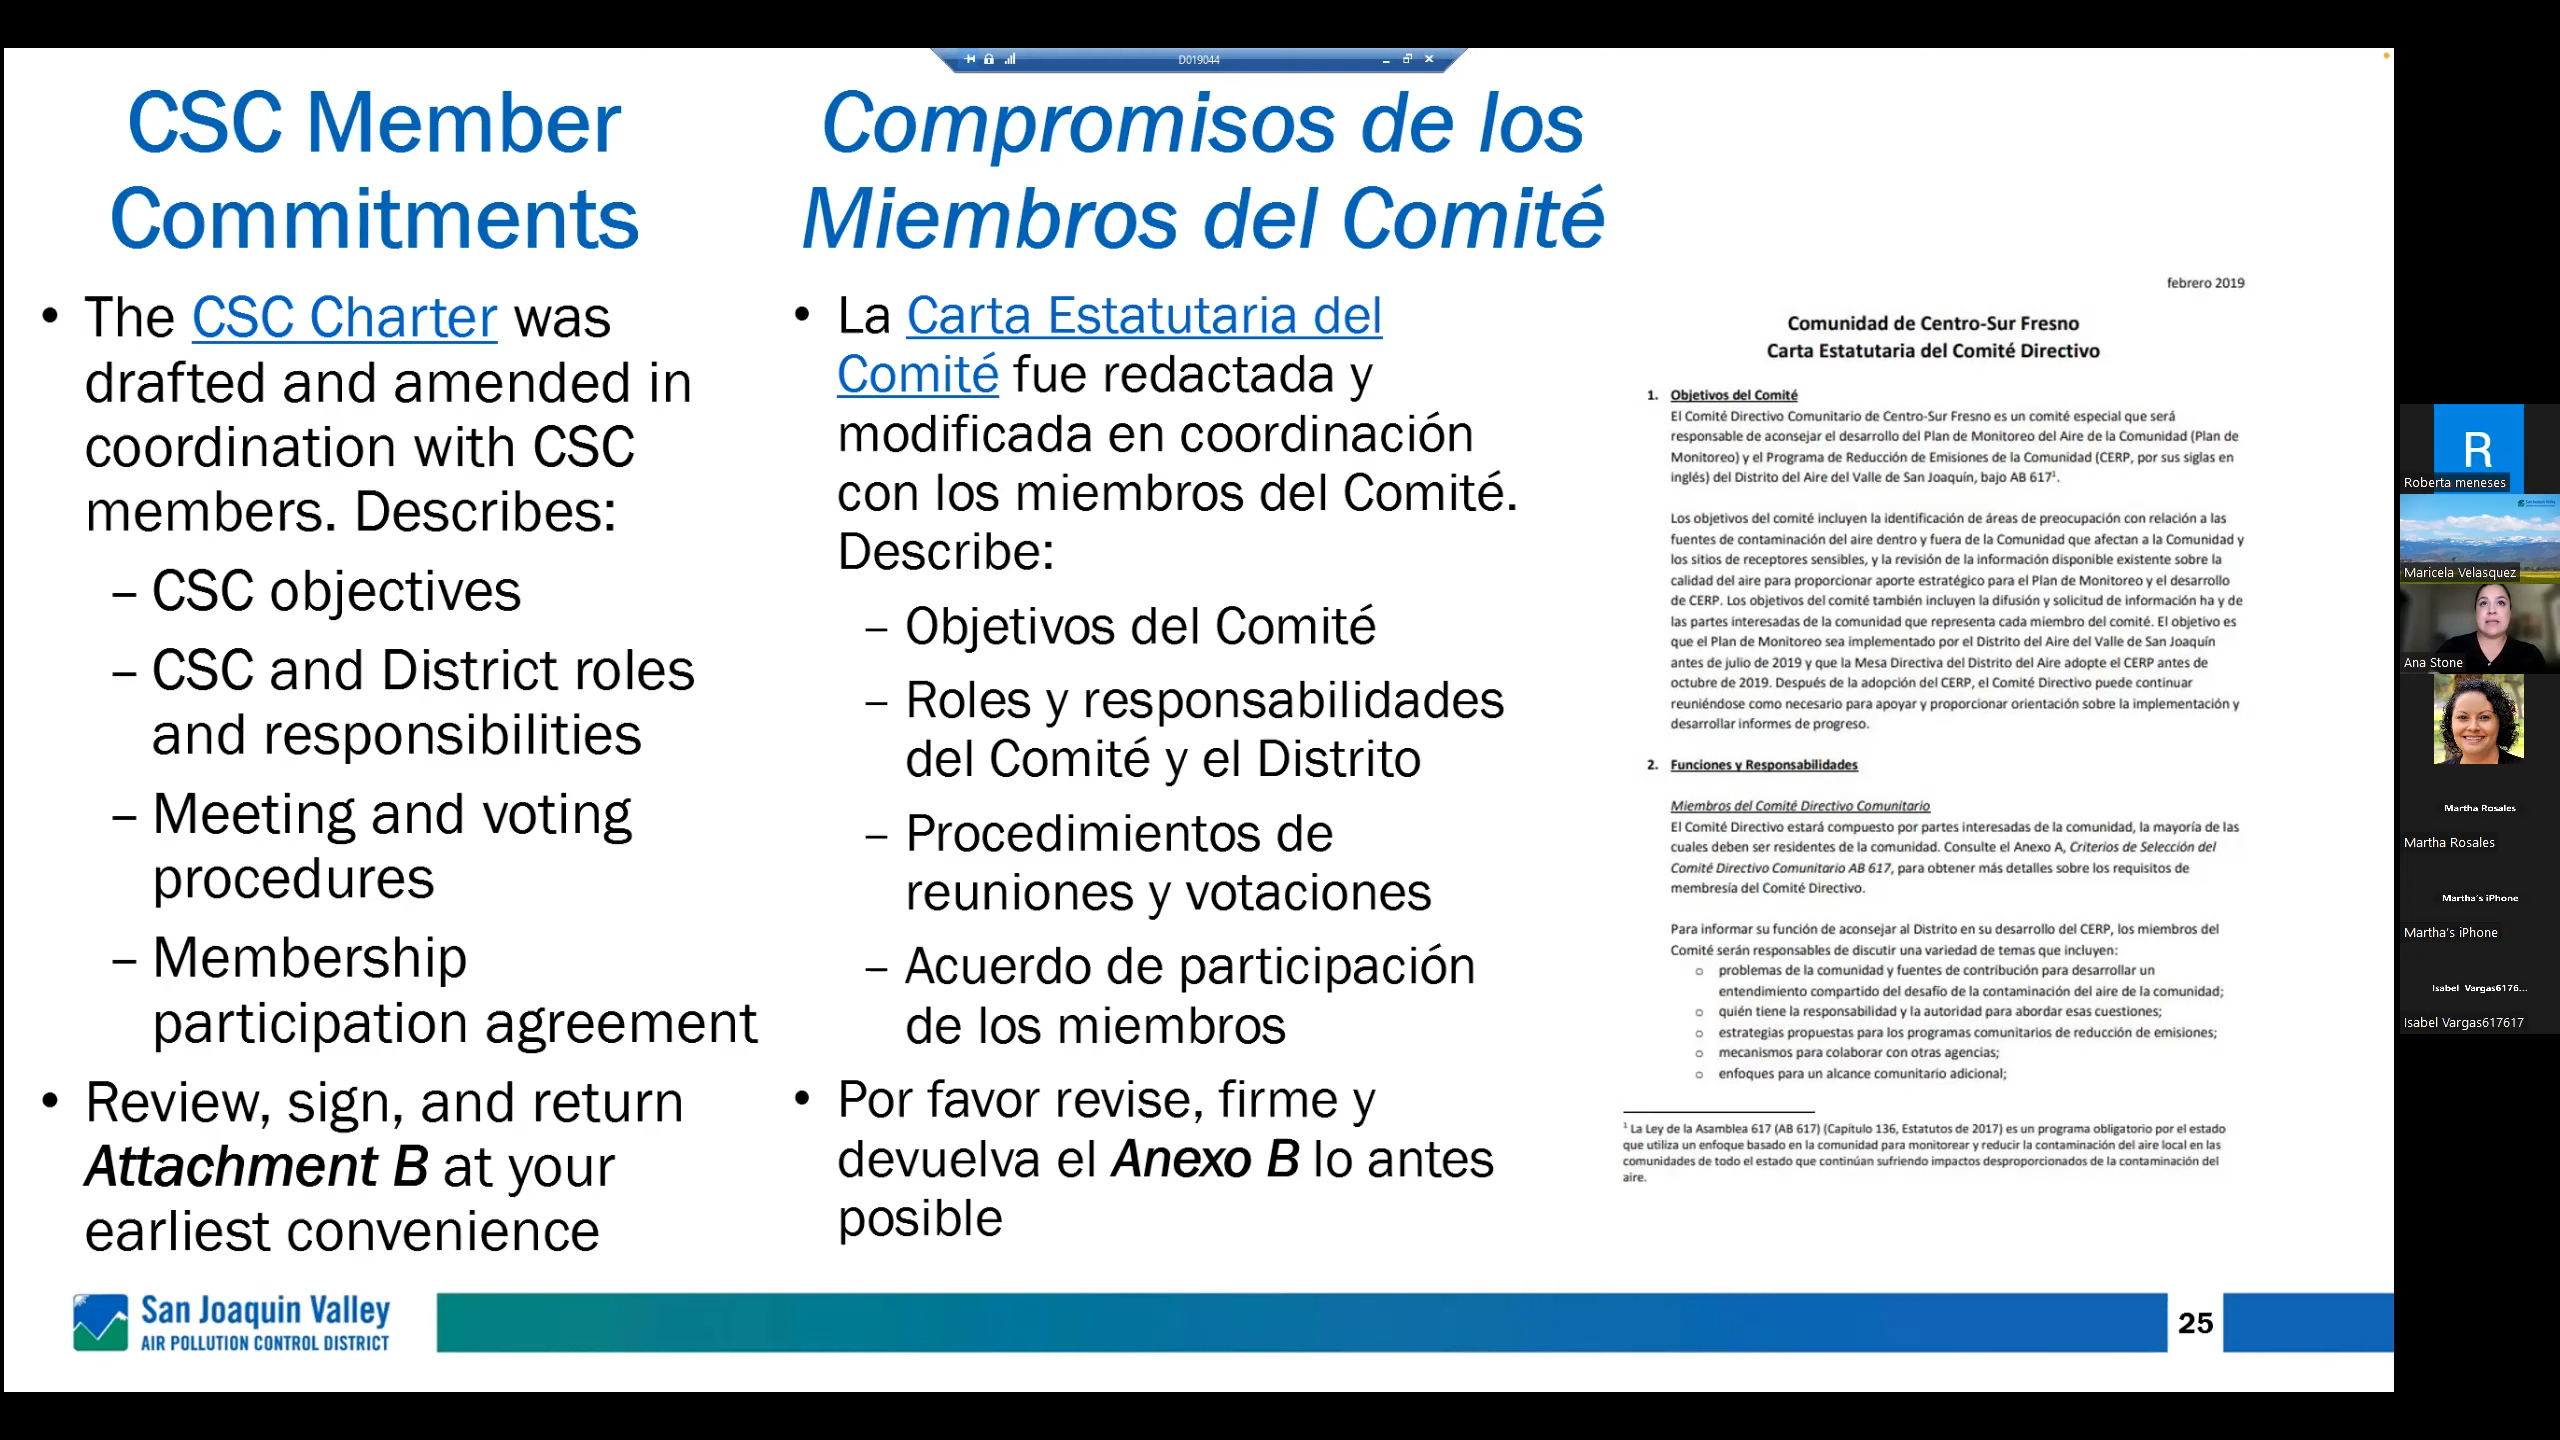 D019044
CSC Member
Commitments
• The CSC Charter was
drafted and amended in
coordination with CSC
members. Describes:
– CSC objectives
– CSC and District roles
and responsibilities
– Meeting and voting
procedures
– Membership
participation agreement
• Review, sign, and return
Attachment B at your
earliest convenience
Compromisos de los
Miembros del Comité
• La Carta Estatutaria del
Comité fue redactada y
modificada en coordinación
con los miembros del Comité.
Describe:
– Objetivos del Comité
– Roles y responsabilidades
del Comité y el Distrito
– Procedimientos de
reuniones y votaciones
– Acuerdo de participación
de los miembros
• Por favor revise, firme y
devuelva el Anexo B lo antes
posible
febrero 2019
Comunidad de Centro-Sur Fresno
Carta Estatutaria del Comité Directivo
1. Objetivos del Comité
El Comité Directivo Comunitario de Centro-Sur Fresno es un comité especial que será
responsable de aconsejar el desarrollo del Plan de Monitoreo del Aire de la Comunidad (Plan de
Monitoreo) y el Programa de Reducción de Emisiones de la Comunidad (CERP, por sus siglas en
inglés) del Distrito del Aire del Valle de San Joaquín, bajo AB 617¹.
Los objetivos del comité incluyen la identificación de áreas de preocupación con relación a las
fuentes de contaminación del aire dentro y fuera de la Comunidad que afectan a la Comunidad y
los sitios de receptores sensibles, y la revisión de la información disponible existente sobre la
calidad del aire para proporcionar aporte estratégico para el Plan de Monitoreo y el desarrollo
de CERP. Los objetivos del comité también incluyen la difusión y solicitud de información ha y de
las partes interesadas de la comunidad que representa cada miembro del comité. El objetivo es
que el Plan de Monitoreo sea implementado por el Distrito del Aire del Valle de San Joaquín
antes de julio de 2019 y que la Mesa Directiva del Distrito del Aire adopte el CERP antes de
octubre de 2019. Después de la adopción del CERP, el Comité Directivo puede continuar
reuniéndose como necesario para apoyar y proporcionar orientación sobre la implementación y
desarrollar informes de progreso.
2. Funciones y Responsabilidades
Miembros del Comité Directivo Comunitario
El Comité Directivo estará compuesto por partes interesadas de la comunidad, la mayoría de las
cuales deben ser residentes de la comunidad. Consulte el Anexo A, Criterios de Selección del
Comité Directivo Comunitario AB 617, para obtener más detalles sobre los requisitos de
membresía del Comité Directivo.
Para informar su función de aconsejar al Distrito en su desarrollo del CERP, los miembros del
Comité serán responsables de discutir una variedad de temas que incluyen:
o problemas de la comunidad y fuentes de contribución para desarrollar un
entendimiento compartido del desafío de la contaminación del aire de la comunidad;
o quién tiene la responsabilidad y la autoridad para abordar esas cuestiones;
o estrategias propuestas para los programas comunitarios de reducción de emisiones;
o mecanismos para colaborar con otras agencias;
o enfoques para un alcance comunitario adicional;
¹ La Ley de la Asamblea 617 (AB 617) (Capítulo 136, Estatutos de 2017) es un programa obligatorio por el estado
que utiliza un enfoque basado en la comunidad para monitorear y reducir la contaminación del aire local en las
comunidades de todo el estado que continúan sufriendo impactos desproporcionados de la contaminación del
aire.
San Joaquin Valley
AIR POLLUTION CONTROL DISTRICT
25
R
Roberta meneses
Maricela Velasquez
Ana Stone
Martha Rosales
Martha Rosales
Martha's iPhone
Martha's iPhone
Isabel Vargas6176...
Isabel Vargas617617